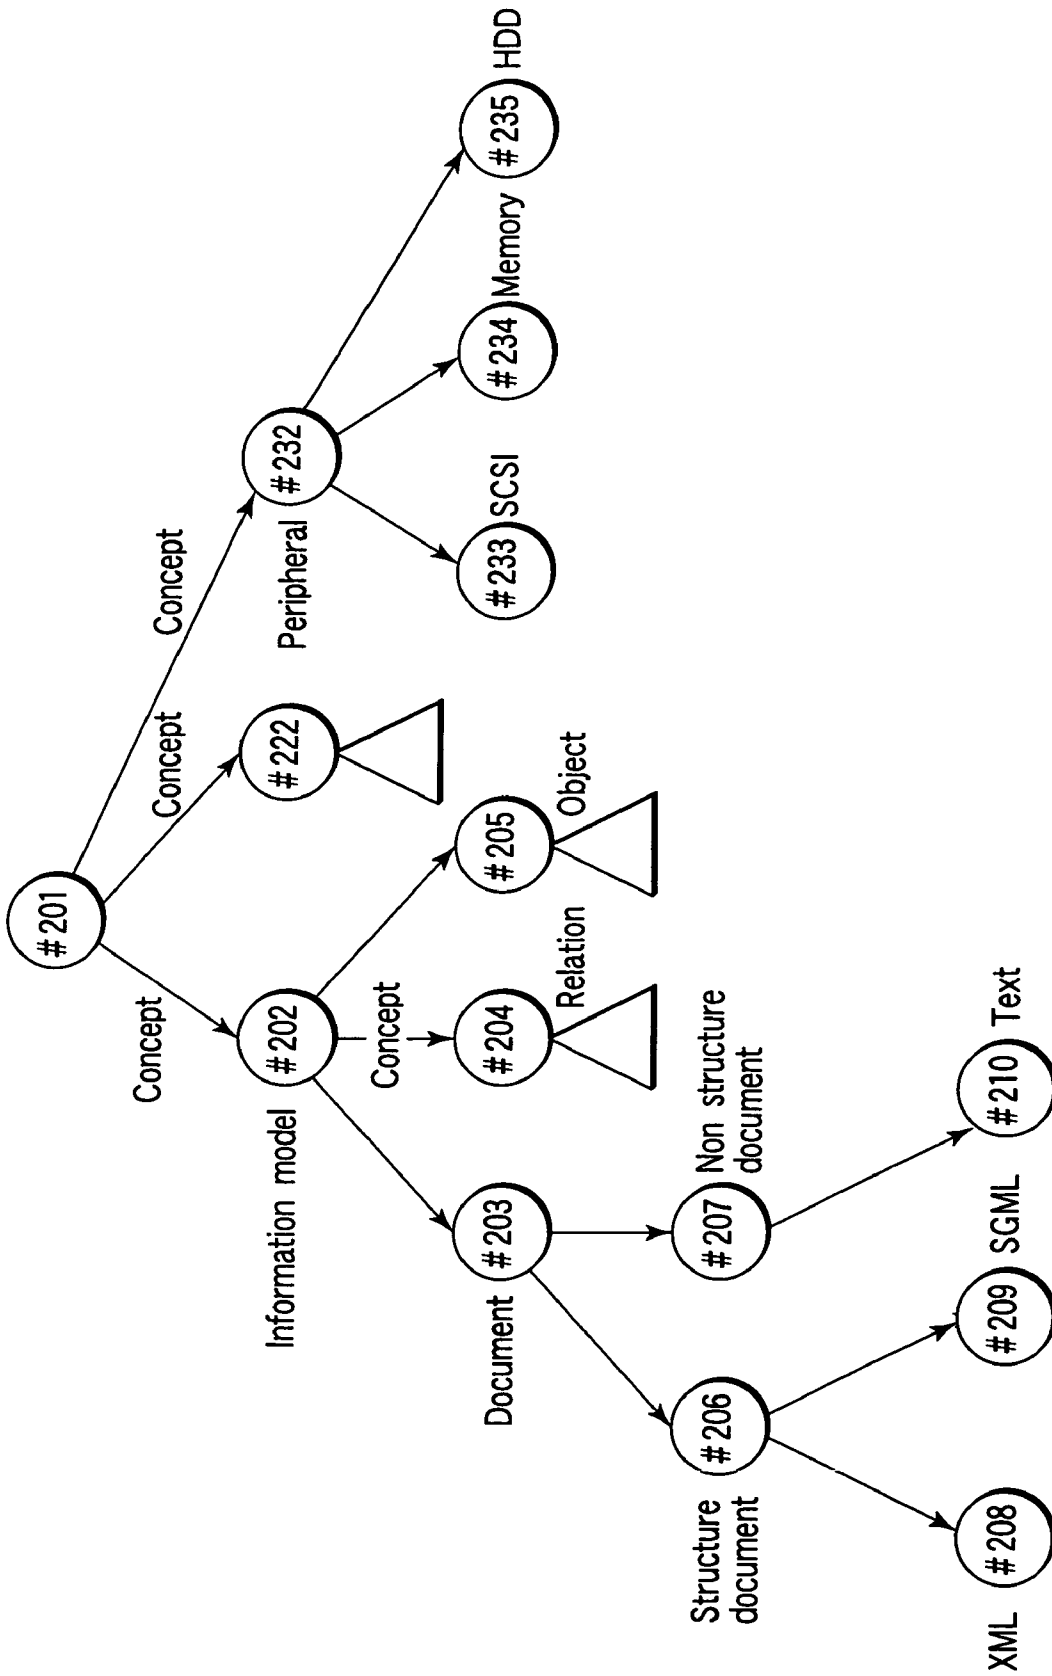 #201
Concept
Concept
Concept
#202
Information model
#222
#232
Peripheral
Concept
#203
Document
#204
Relation
#205
Object
#233
SCSI
#234
Memory
#235
HDD
#206
Structure
document
#207
Non structure
document
#208
XML
#209
SGML
#210
Text